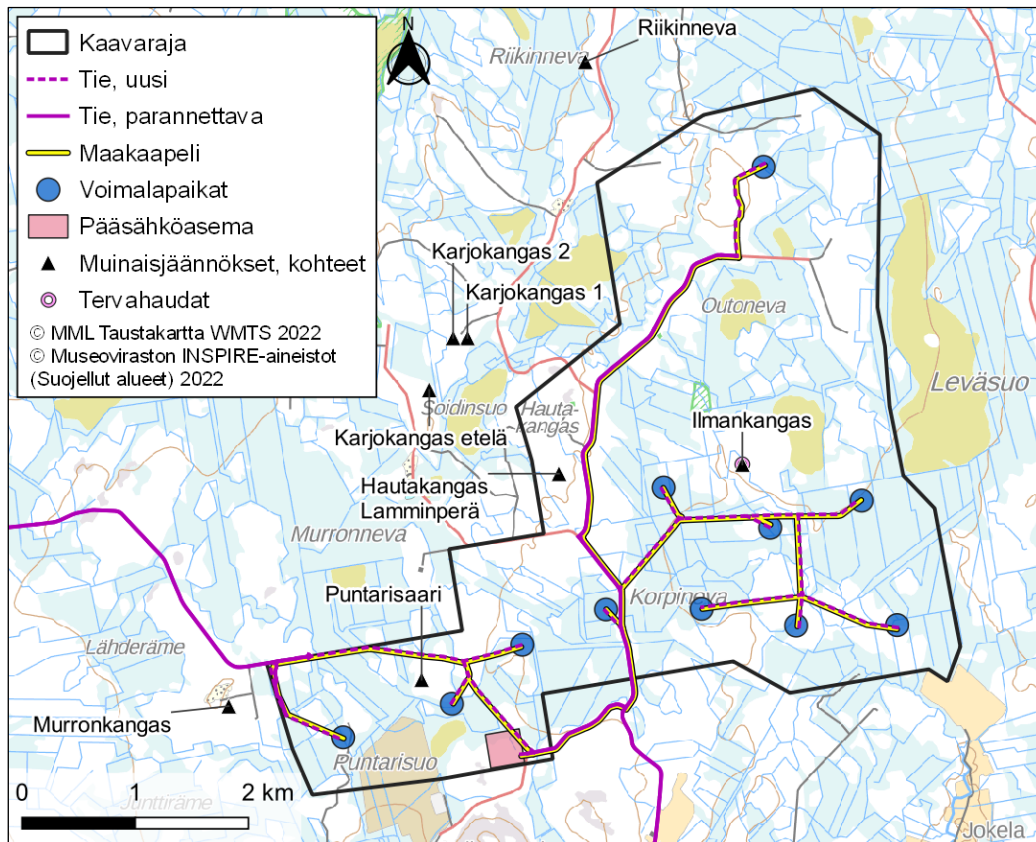 Kaavaraja
Tie, uusi
Tie, parannettava
Maakaapeli
Voimalapaikat
Pääsähköasema
Muinaisjäännökset, kohteet
Tervahaudat
© MML Taustakartta WMTS 2022
© Museoviraston INSPIRE-aineistot
(Suojellut alueet) 2022
N
Riikinneva
Riikinneva
Karjokangas 2
Karjokangas 1
Outoneva
Leväsuo
Soidinsuo
Hauta-
kangas
Ilmankangas
Karjokangas etelä
Hautakangas
Lamminperä
Murronneva
Puntarisaari
Korpineva
Lähderäme
Murronkangas
Puntarisuo
0 1 2 km
Junttiräme
Jokela